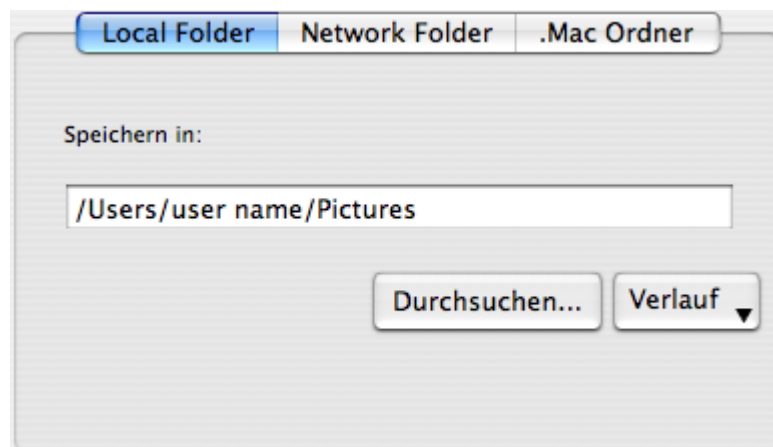 Local Folder Network Folder .Mac Ordner
Speichern in:
/Users/user name/Pictures
Durchsuchen... Verlauf